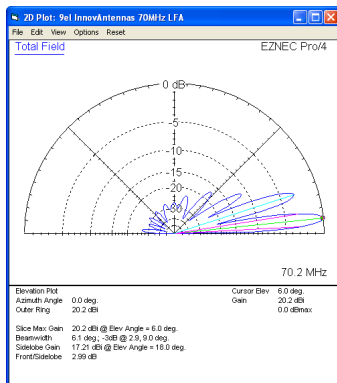 2D Plot: 9el InnovAntennas 70MHz LFA
File Edit View Options Reset
Total Field
EZNEC Pro/4
0 dB
-5
-10
-15
-20
-30
70.2 MHz
Elevation Plot
Cursor Elev 6.0 deg.
Azimuth Angle 0.0 deg.
Gain 20.2 dBi
Outer Ring 20.2 dBi
0.0 dBmax
Slice Max Gain 20.2 dBi @ Elev Angle = 6.0 deg.
Beamwidth 6.1 deg.; -3dB @ 2.9, 9.0 deg.
Sidelobe Gain 17.21 dBi @ Elev Angle = 18.0 deg.
Front/Sidelobe 2.99 dB